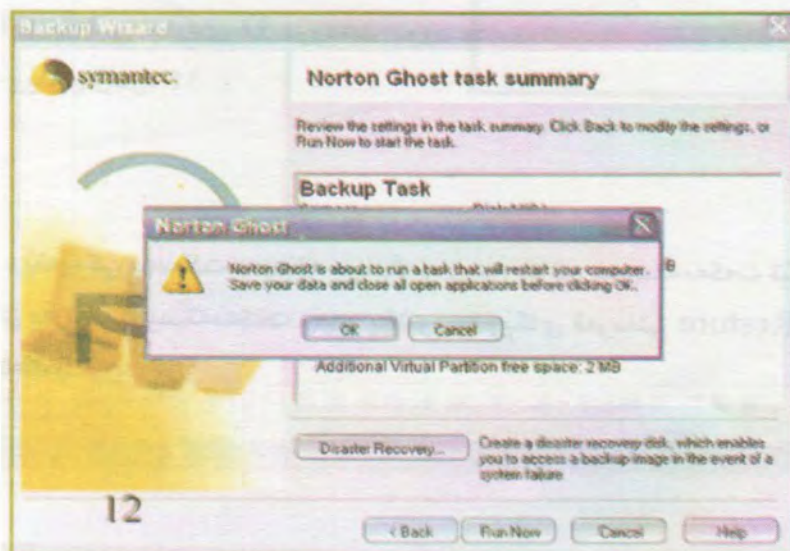 Backup Wizard
symantec.
Norton Ghost task summary
Review the settings in the task summary. Click Back to modify the settings, or
Run Now to start the task.
Backup Task
Norton Ghost
Norton Ghost is about to run a task that will restart your computer.
Save your data and close all open applications before clicking OK.
B
OK
Cancel
Additional Virtual Partition free space: 2 MB
Disaster Recovery...
Create a disaster recovery disk, which enables
you to access a backup image in the event of a
system failure
12
< Back
Run Now
Cancel
Help